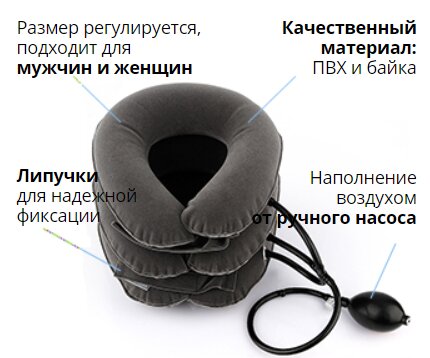 Размер регулируется,
подходит для
мужчин и женщин
Качественный
материал:
ПВХ и байка
Липучки
для надежной
фиксации
Наполнение
воздухом
от ручного насоса